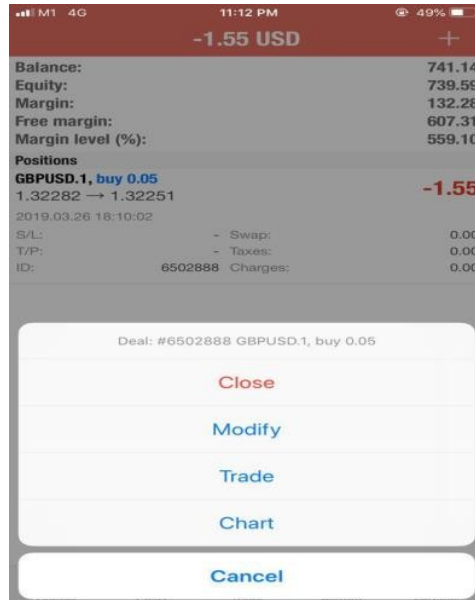 M1 4G 11:12 PM 49%
-1.55 USD +
Balance: 741.14
Equity: 739.59
Margin: 132.28
Free margin: 607.31
Margin level (%): 559.10
Positions
GBPUSD.1, buy 0.05 -1.55
1.32282 → 1.32251
2019.03.26 18:10:02
S/L: - Swap: 0.00
T/P: - Taxes: 0.00
ID: 6502888 Charges: 0.00
Deal: #6502888 GBPUSD.1, buy 0.05
Close
Modify
Trade
Chart
Cancel